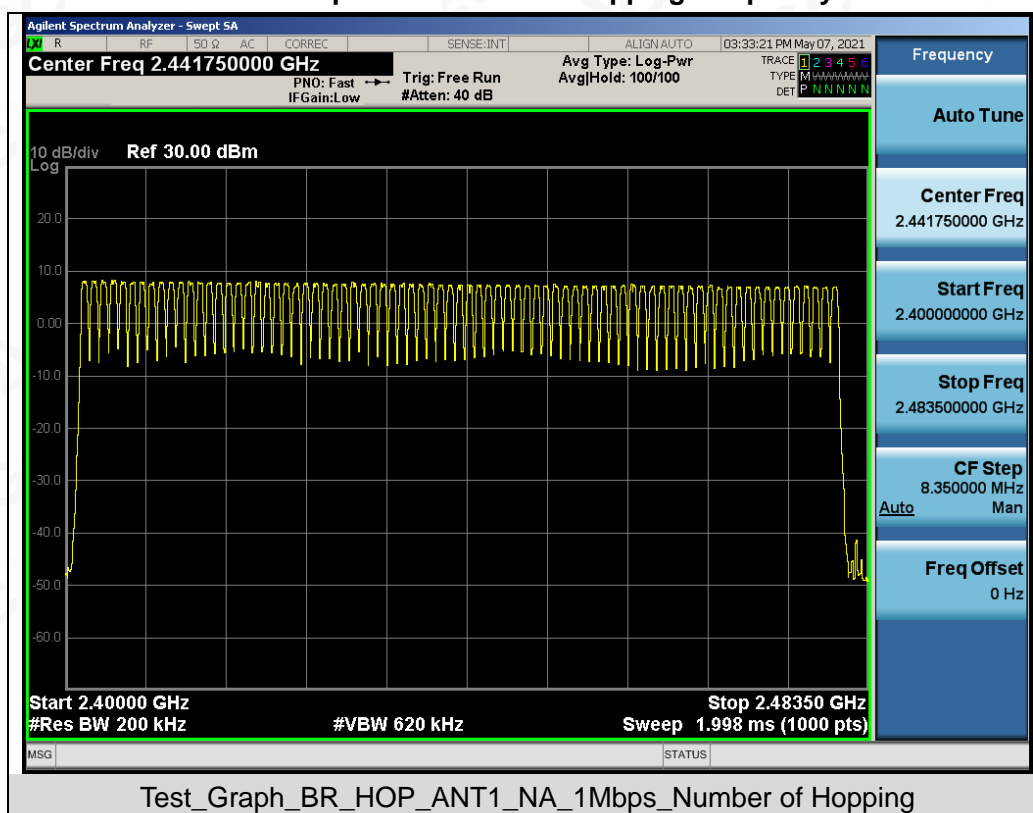 Agilent Spectrum Analyzer - Swept SA
LXI R RF 50 Ω AC CORREC SENSE:INT ALIGN AUTO 03:33:21 PM May 07, 2021
Center Freq 2.441750000 GHz
PNO: Fast
IFGain:Low
Trig: Free Run
#Atten: 40 dB
Avg Type: Log-Pwr
Avg|Hold: 100/100
TRACE 1 2 3 4 5 6
TYPE M
DET P N N N N N
10 dB/div Ref 30.00 dBm
Log
20.0
10.0
0.00
-10.0
-20.0
-30.0
-40.0
-50.0
-60.0
Start 2.40000 GHz Stop 2.48350 GHz
#Res BW 200 kHz #VBW 620 kHz Sweep 1.998 ms (1000 pts)
MSG STATUS
Frequency
Auto Tune
Center Freq
2.441750000 GHz
Start Freq
2.400000000 GHz
Stop Freq
2.483500000 GHz
CF Step
8.350000 MHz
Auto Man
Freq Offset
0 Hz
Test_Graph_BR_HOP_ANT1_NA_1Mbps_Number of Hopping